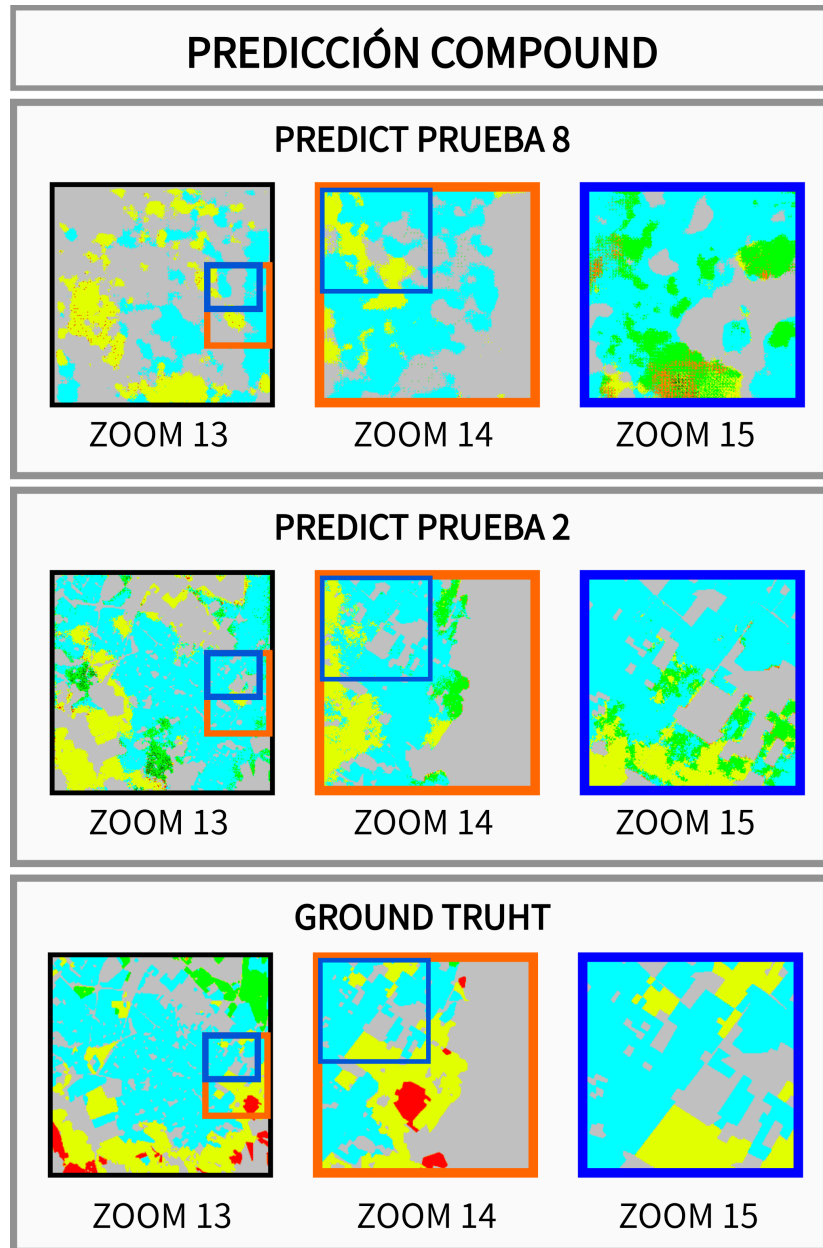 PREDICCIÓN COMPOUND
PREDICT PRUEBA 8
ZOOM 13 ZOOM 14 ZOOM 15
PREDICT PRUEBA 2
ZOOM 13 ZOOM 14 ZOOM 15
GROUND TRUHT
ZOOM 13 ZOOM 14 ZOOM 15